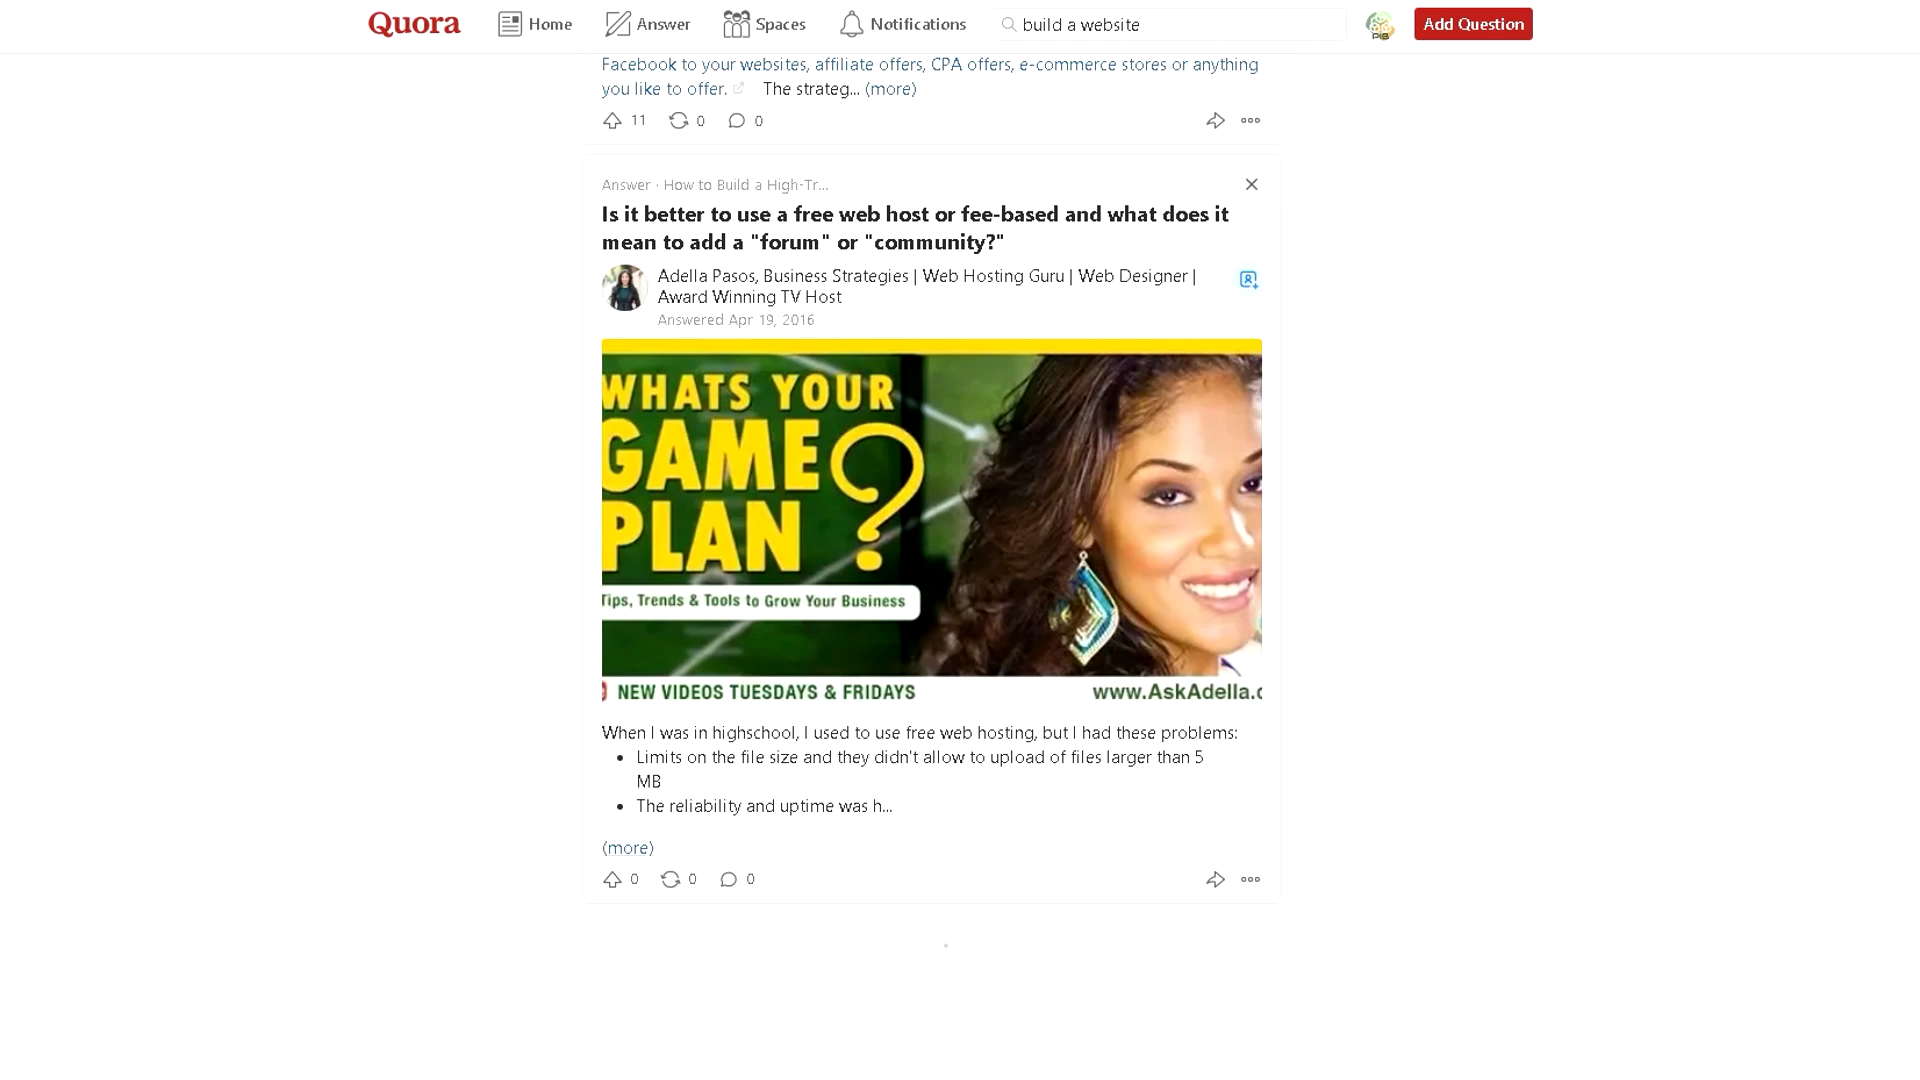 Quora Home Answer Spaces Notifications build a website Add Question
Facebook to your websites, affiliate offers, CPA offers, e-commerce stores or anything
you like to offer. The strateg... (more)
11 0 0
Answer · How to Build a High-Tr...
Is it better to use a free web host or fee-based and what does it
mean to add a "forum" or "community?"
Adella Pasos, Business Strategies | Web Hosting Guru | Web Designer |
Award Winning TV Host
Answered Apr 19, 2016
WHATS YOUR
GAME
PLAN ?
Tips, Trends & Tools to Grow Your Business
NEW VIDEOS TUESDAYS & FRIDAYS
www.AskAdella.c
When I was in highschool, I used to use free web hosting, but I had these problems:
• Limits on the file size and they didn't allow to upload of files larger than 5
MB
• The reliability and uptime was h...
(more)
0 0 0